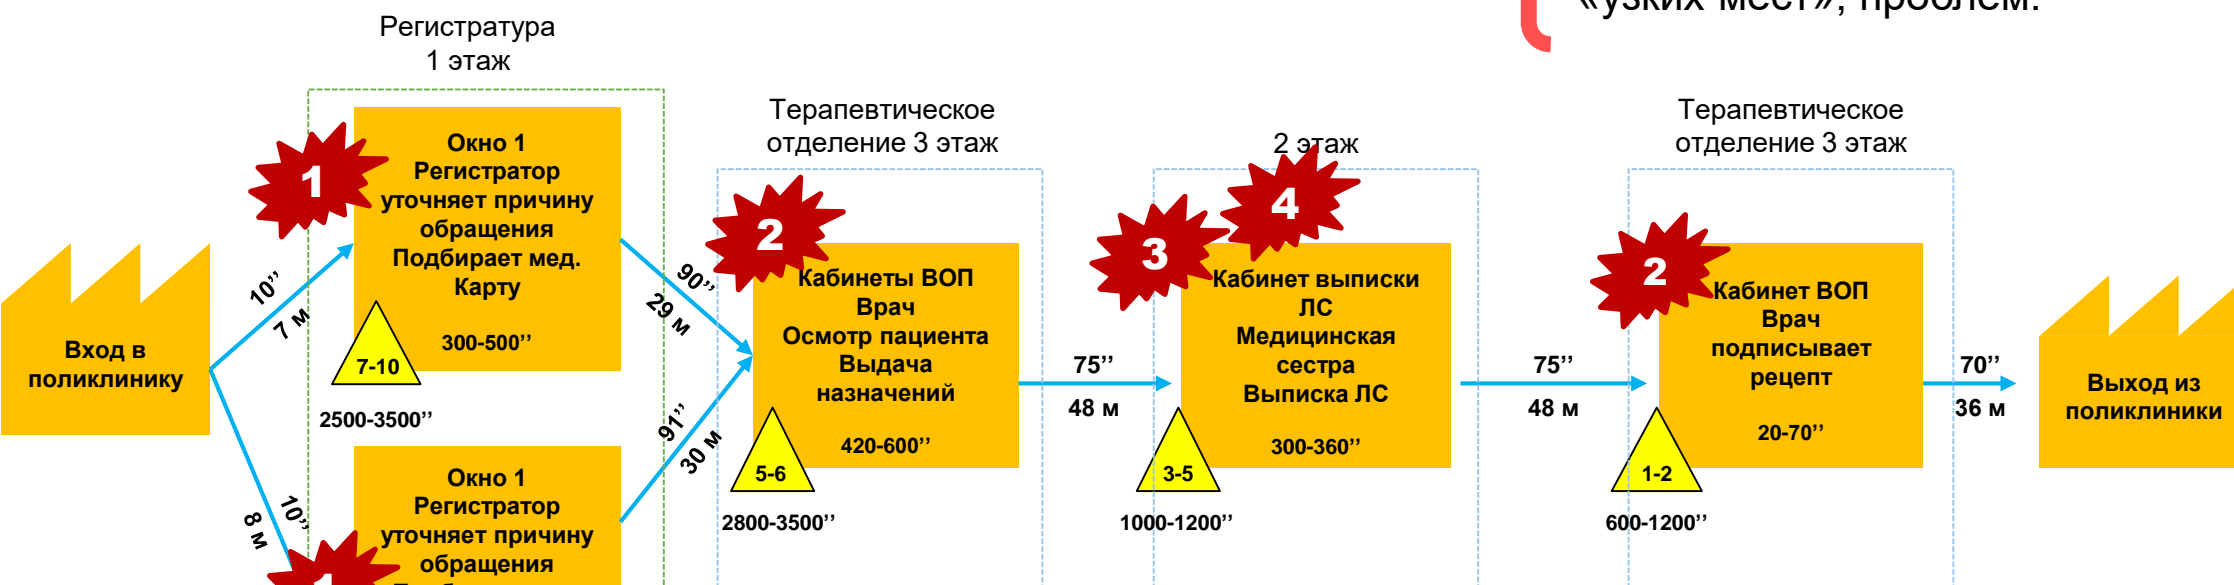 «узких мест», проблем.
Регистратура
1 этаж
Терапевтическое
отделение 3 этаж
2 этаж
Терапевтическое
отделение 3 этаж
Вход в
поликлинику
10’’
7 м
10’’
8 м
1
Окно 1
Регистратор
уточняет причину
обращения
Подбирает мед.
Карту
300-500’’
7-10
2500-3500’’
1
Окно 1
Регистратор
уточняет причину
обращения
90’’
29 м
91’’
30 м
2
Кабинеты ВОП
Врач
Осмотр пациента
Выдача
назначений
420-600’’
5-6
2800-3500’’
75’’
48 м
3
4
Кабинет выписки
ЛС
Медицинская
сестра
Выписка ЛС
300-360’’
3-5
1000-1200’’
75’’
48 м
2
Кабинет ВОП
Врач
подписывает
рецепт
20-70’’
1-2
600-1200’’
70’’
36 м
Выход из
поликлиники